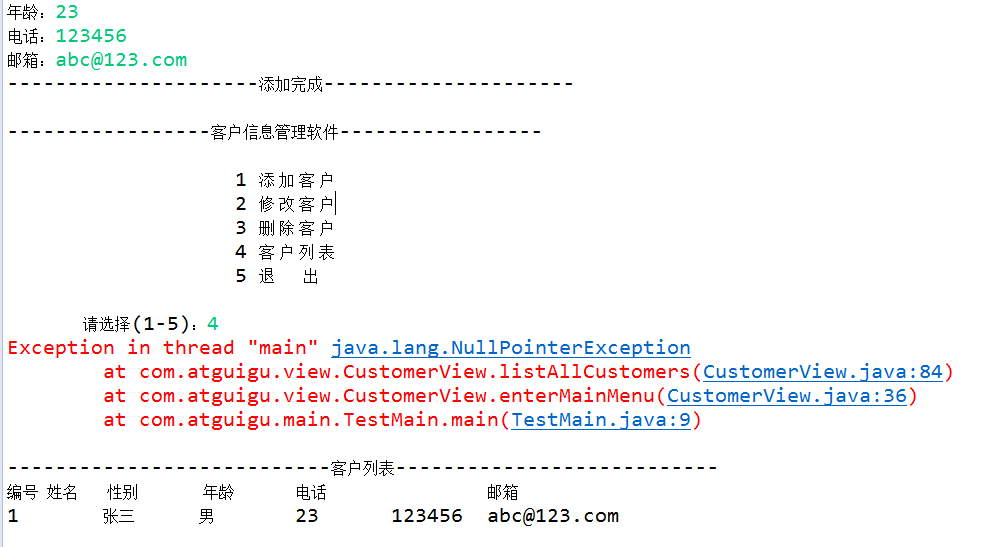 年龄：23
电话：123456
邮箱：abc@123.com
---------------------添加完成---------------------
-----------------客户信息管理软件-----------------
1 添加客户
2 修改客户
3 删除客户
4 客户列表
5 退 出
请选择(1-5)：4
Exception in thread "main" java.lang.NullPointerException
at com.atguigu.view.CustomerView.listAllCustomers(CustomerView.java:84)
at com.atguigu.view.CustomerView.enterMainMenu(CustomerView.java:36)
at com.atguigu.main.TestMain.main(TestMain.java:9)
---------------------------客户列表---------------------------
编号 姓名 性别 年龄 电话 邮箱
1 张三 男 23 123456 abc@123.com